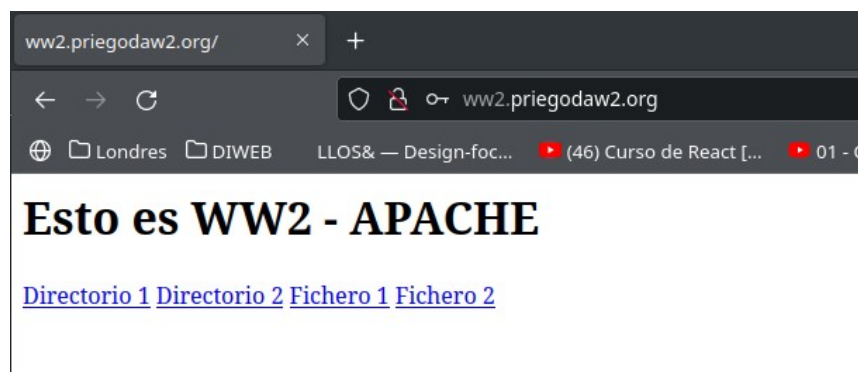 ww2.priegodaw2.org/
ww2.priegodaw2.org
Londres DIWEB LLOS& — Design-foc... (46) Curso de React [... 01 -
Esto es WW2 - APACHE
Directorio 1 Directorio 2 Fichero 1 Fichero 2